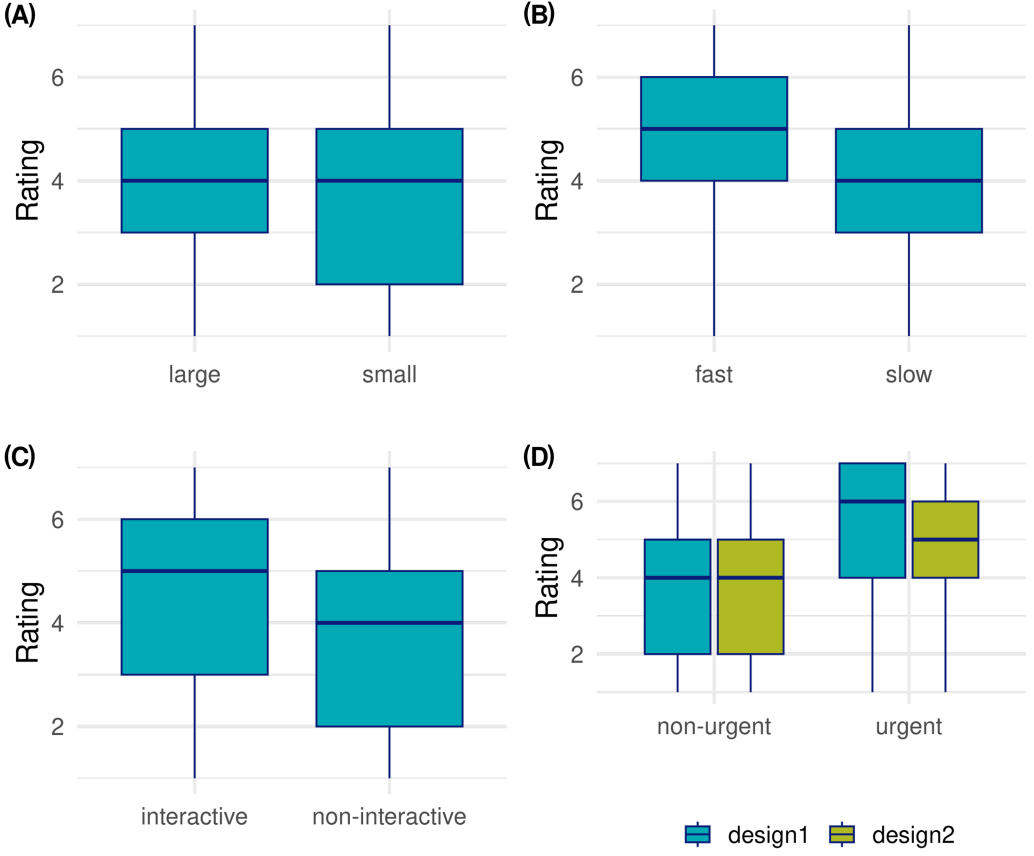 (A)
Rating
6
4
2
large small
(B)
Rating
6
4
2
fast slow
(C)
Rating
6
4
2
interactive non-interactive
(D)
Rating
6
4
2
non-urgent urgent
design1 design2